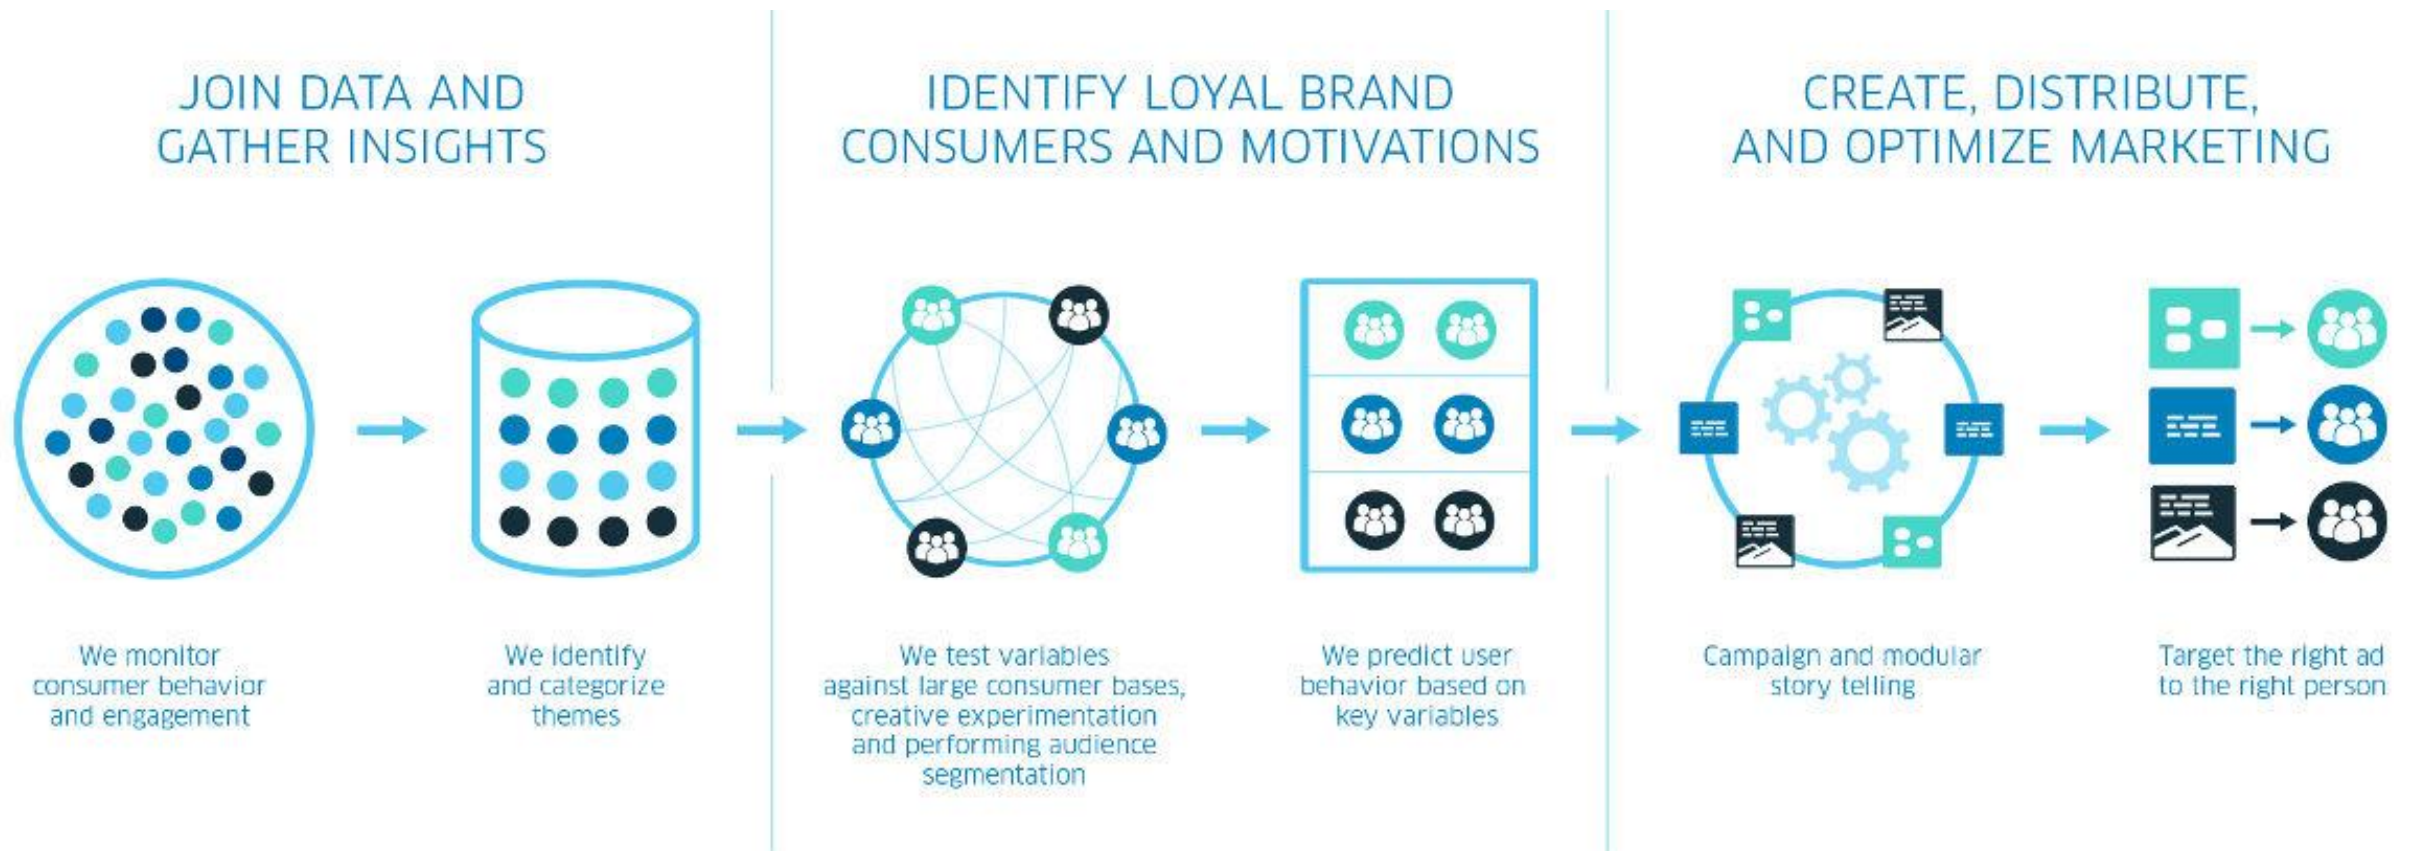 JOIN DATA AND
GATHER INSIGHTS
We monitor
consumer behavior
and engagement
We identify
and categorize
themes
IDENTIFY LOYAL BRAND
CONSUMERS AND MOTIVATIONS
We test variables
against large consumer bases,
creative experimentation
and performing audience
segmentation
We predict user
behavior based on
key variables
CREATE, DISTRIBUTE,
AND OPTIMIZE MARKETING
Campaign and modular
story telling
Target the right ad
to the right person